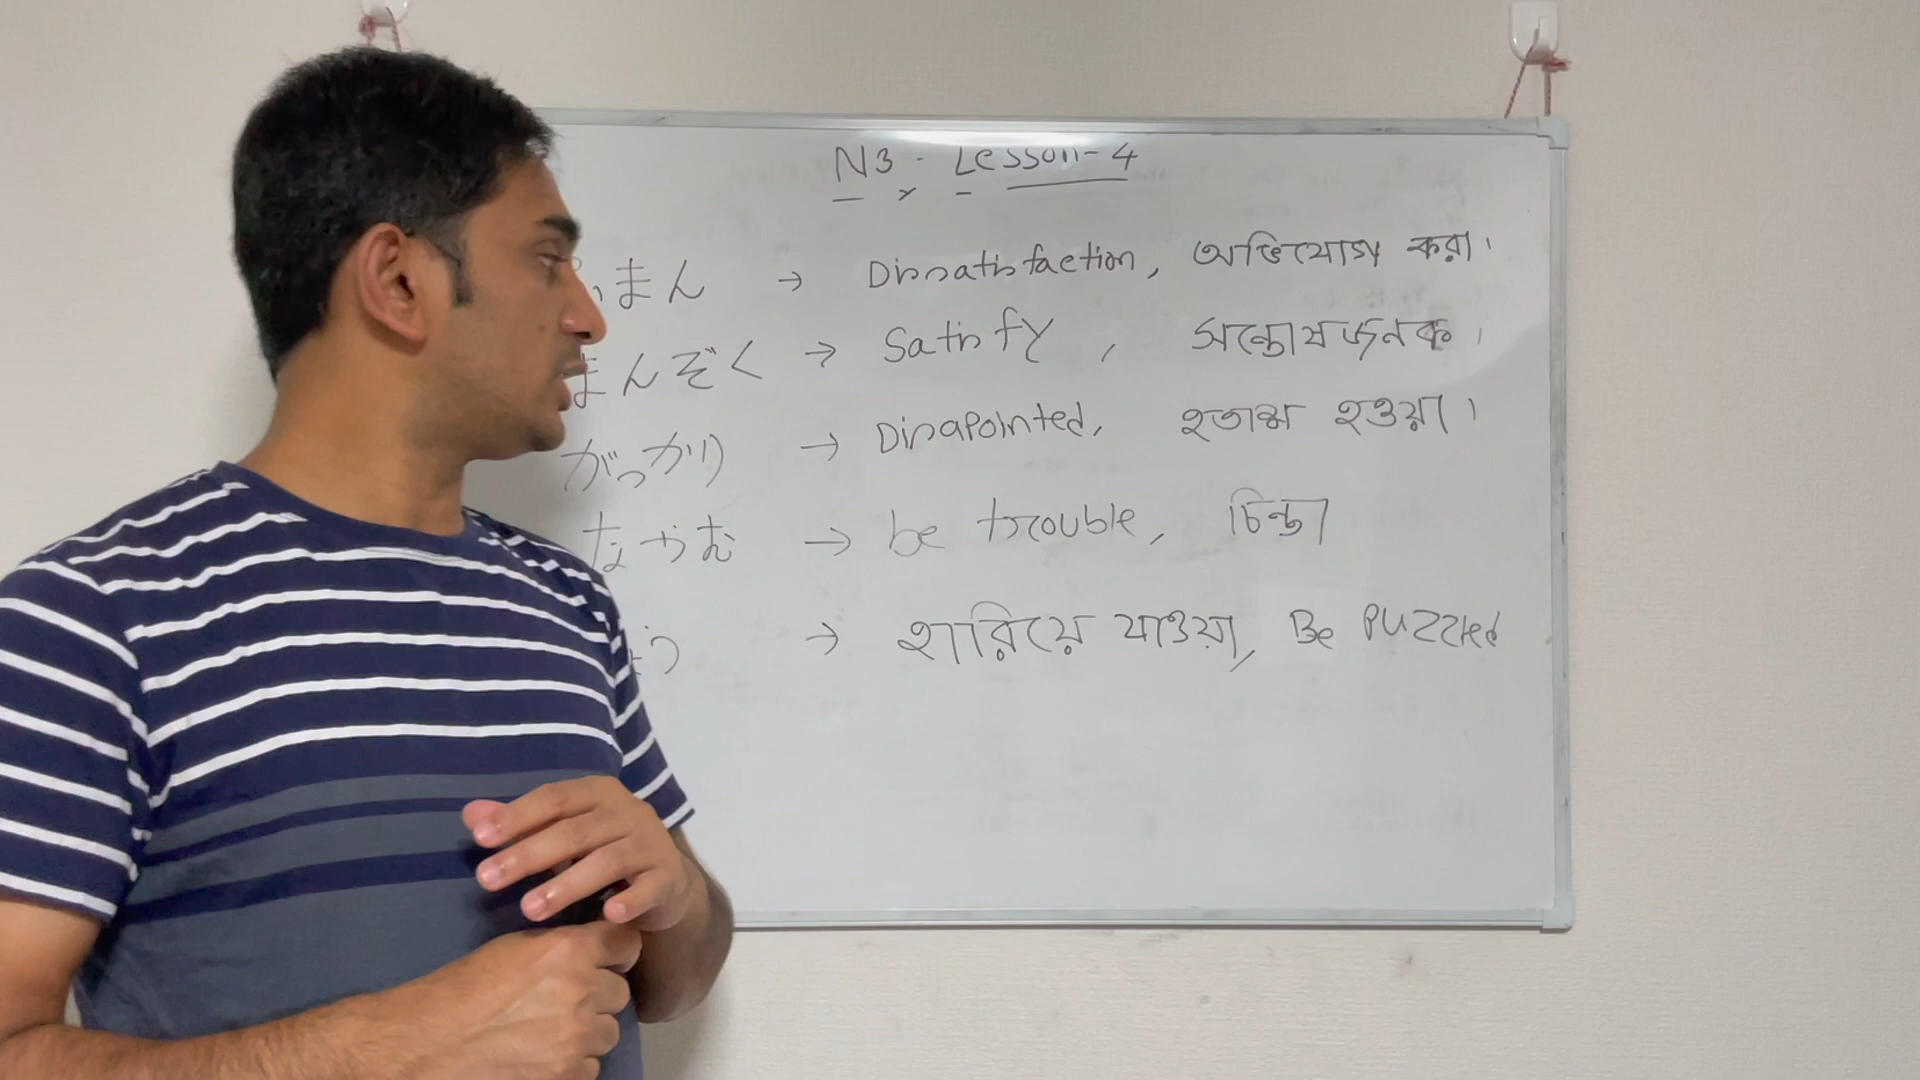 N3 - Lesson-4
まん → Dissatisfaction, অভিযোগ করা।
まんぞく → Satisfy, সন্তোষজনক।
がっかり → Disapointed, হতাশ হওয়া।
なやむ → be trouble, চিন্তা
よう → হারিয়ে যাওয়া, Be Puzzled